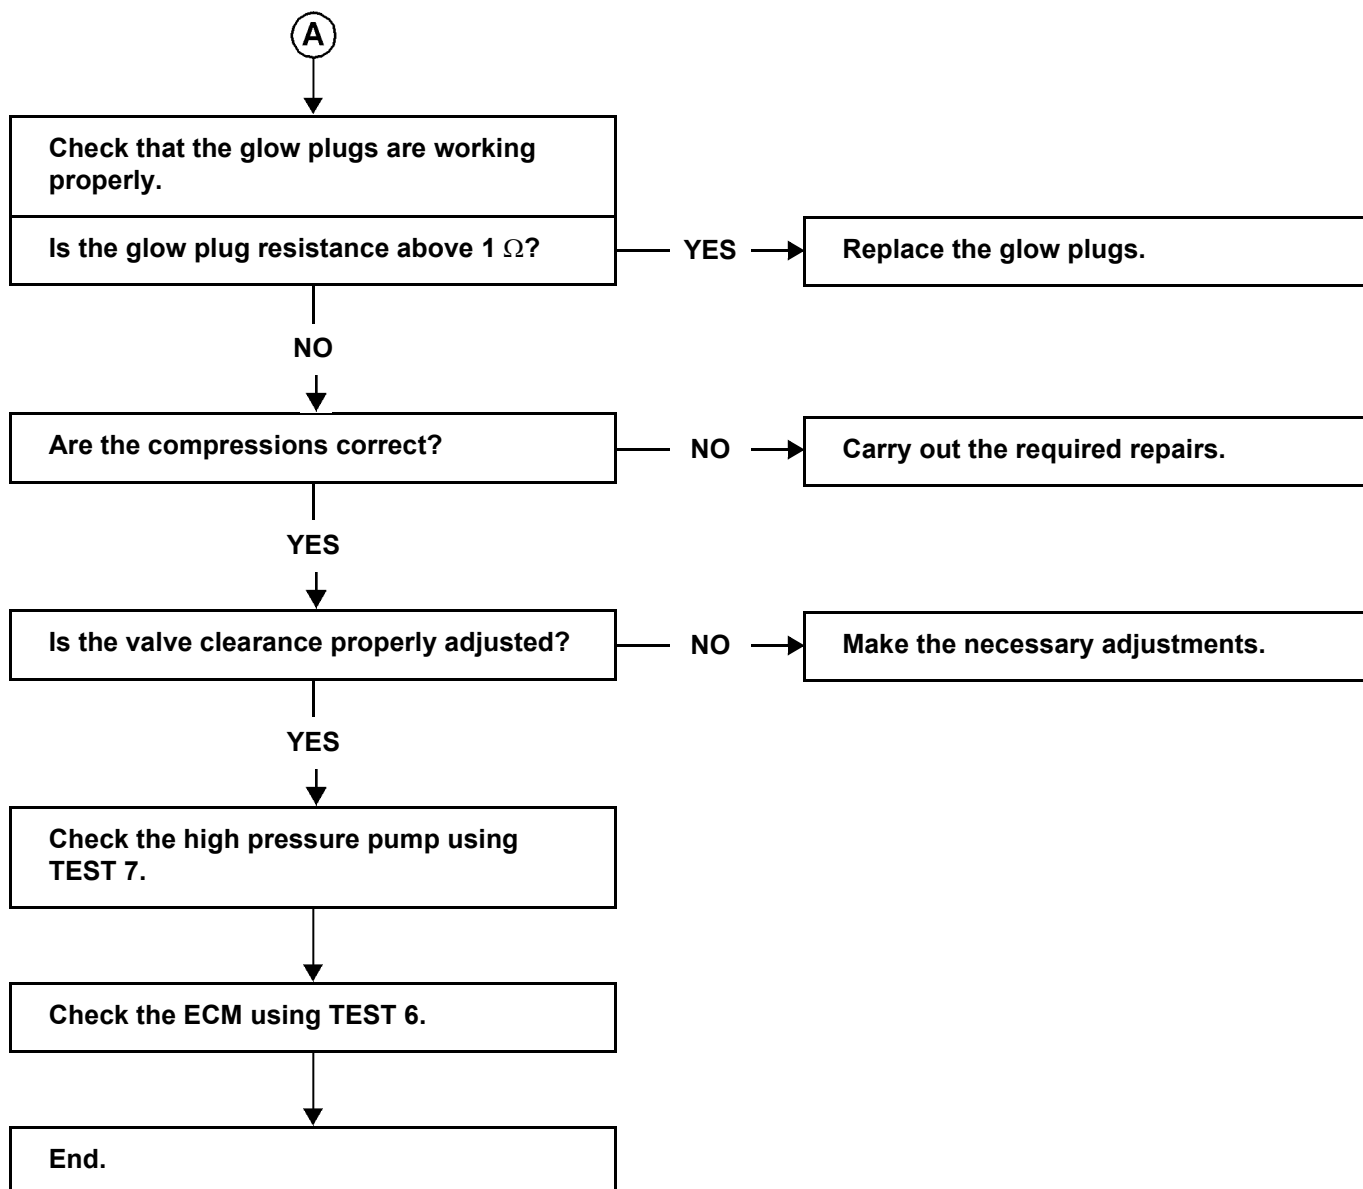 A
Check that the glow plugs are working
properly.
Is the glow plug resistance above 1 Ω?
YES
Replace the glow plugs.
NO
Are the compressions correct?
NO
Carry out the required repairs.
YES
Is the valve clearance properly adjusted?
NO
Make the necessary adjustments.
YES
Check the high pressure pump using
TEST 7.
Check the ECM using TEST 6.
End.